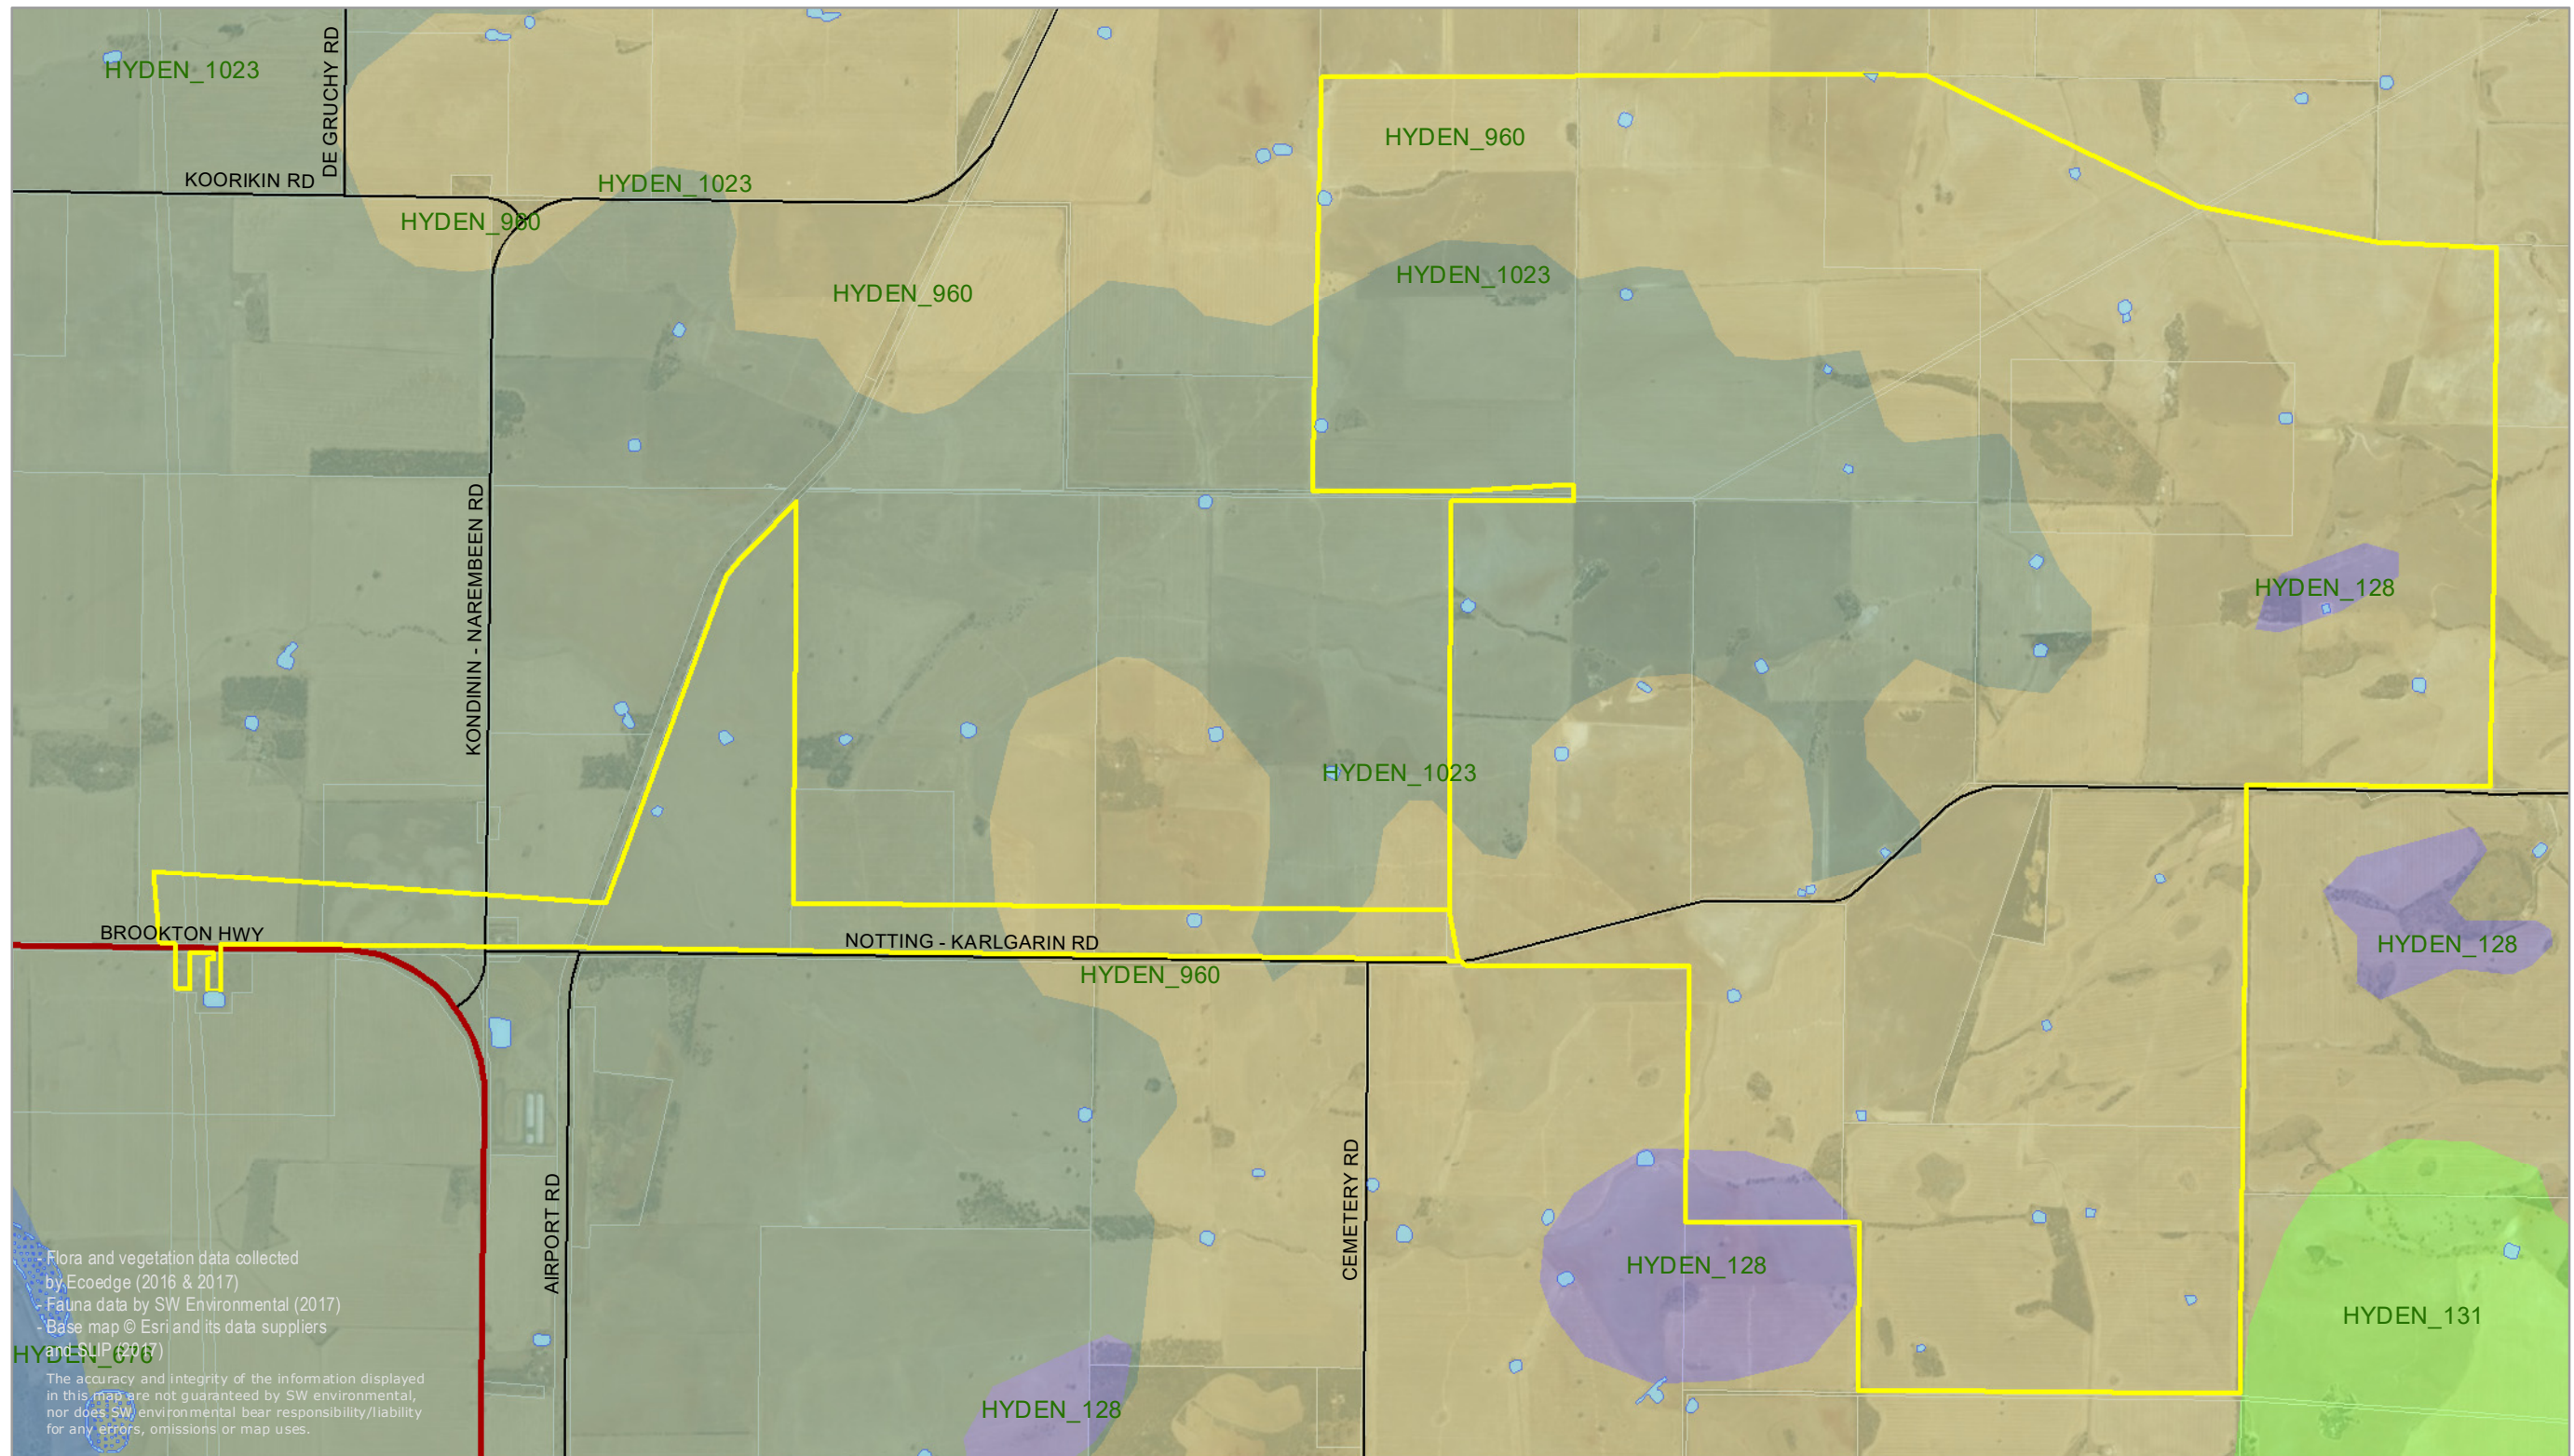 HYDEN_1023
DE GRUCHY RD
KOORIKIN RD
HYDEN_1023
HYDEN_960
HYDEN_960
HYDEN_960
HYDEN_1023
KONDININ - NAREMBEEN RD
HYDEN_128
HYDEN_1023
BROOKTON HWY
NOTTING - KARLGARIN RD
HYDEN_960
HYDEN_128
AIRPORT RD
CEMETERY RD
HYDEN_128
HYDEN_131
HYDEN_128
- Flora and vegetation data collected
by Ecoedge (2016 & 2017)
- Fauna data by SW Environmental (2017)
- Base map © Esri and its data suppliers
and SLIP (2017)
HYDEN_676
The accuracy and integrity of the information displayed
in this map are not guaranteed by SW environmental,
nor does SW environmental bear responsibility/liability
for any errors, omissions or map uses.